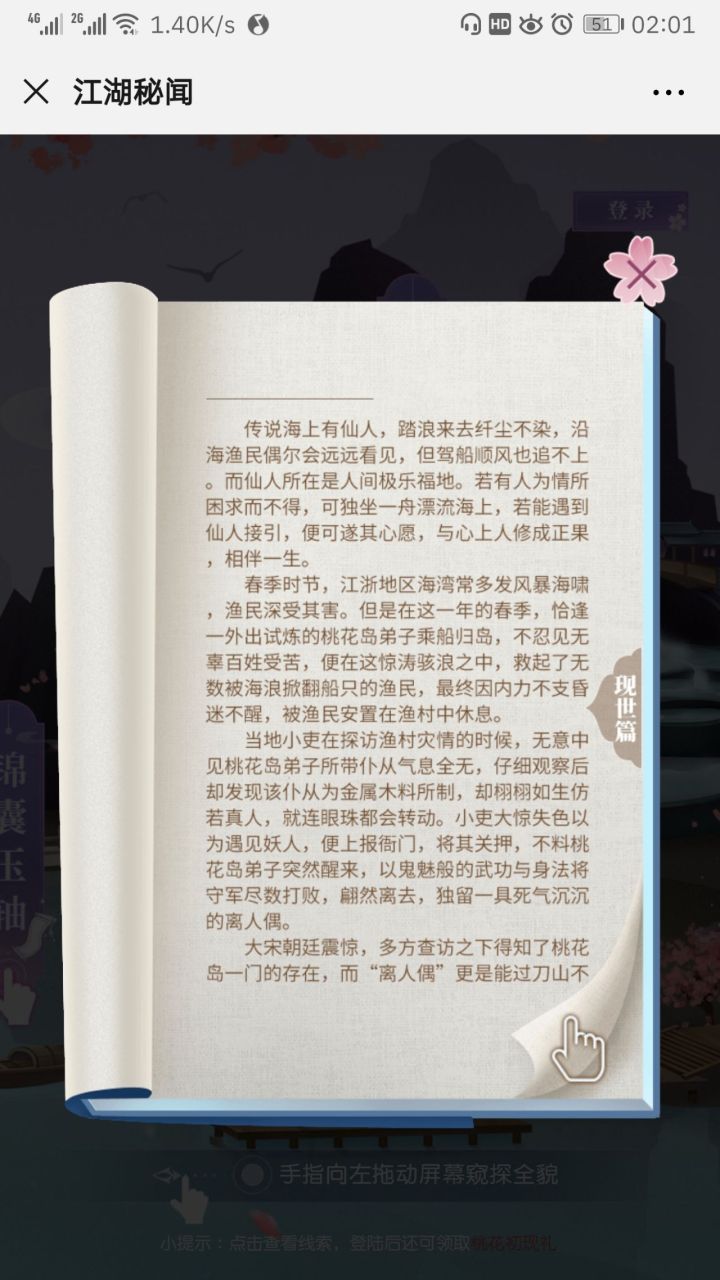 4G 2G 1.40K/s HD 51 02:01
江湖秘闻
登录
传说海上有仙人，踏浪来去纤尘不染，沿
海渔民偶尔会远远看见，但驾船顺风也追不上
。而仙人所在是人间极乐福地。若有人为情所
困求而不得，可独坐一舟漂流海上，若能遇到
仙人接引，便可遂其心愿，与心上人修成正果
，相伴一生。
春季时节，江浙地区海湾常多发风暴海啸
，渔民深受其害。但是在这一年的春季，恰逢
一外出试炼的桃花岛弟子乘船归岛，不忍见无
辜百姓受苦，便在这惊涛骇浪之中，救起了无
数被海浪掀翻船只的渔民，最终因内力不支昏
迷不醒，被渔民安置在渔村中休息。
当地小吏在探访渔村灾情的时候，无意中
见桃花岛弟子所带仆从气息全无，仔细观察后
却发现该仆从为金属木料所制，却栩栩如生仿
若真人，就连眼珠都会转动。小吏大惊失色以
为遇见妖人，便上报衙门，将其关押，不料桃
花岛弟子突然醒来，以鬼魅般的武功与身法将
守军尽数打败，翩然离去，独留一具死气沉沉
的离人偶。
大宋朝廷震惊，多方查访之下得知了桃花
岛一门的存在，而“离人偶”更是能过刀山不
现世篇
锦囊玉轴
手指向左拖动屏幕窥探全貌
小提示：点击查看线索，登陆后还可领取桃花初现礼